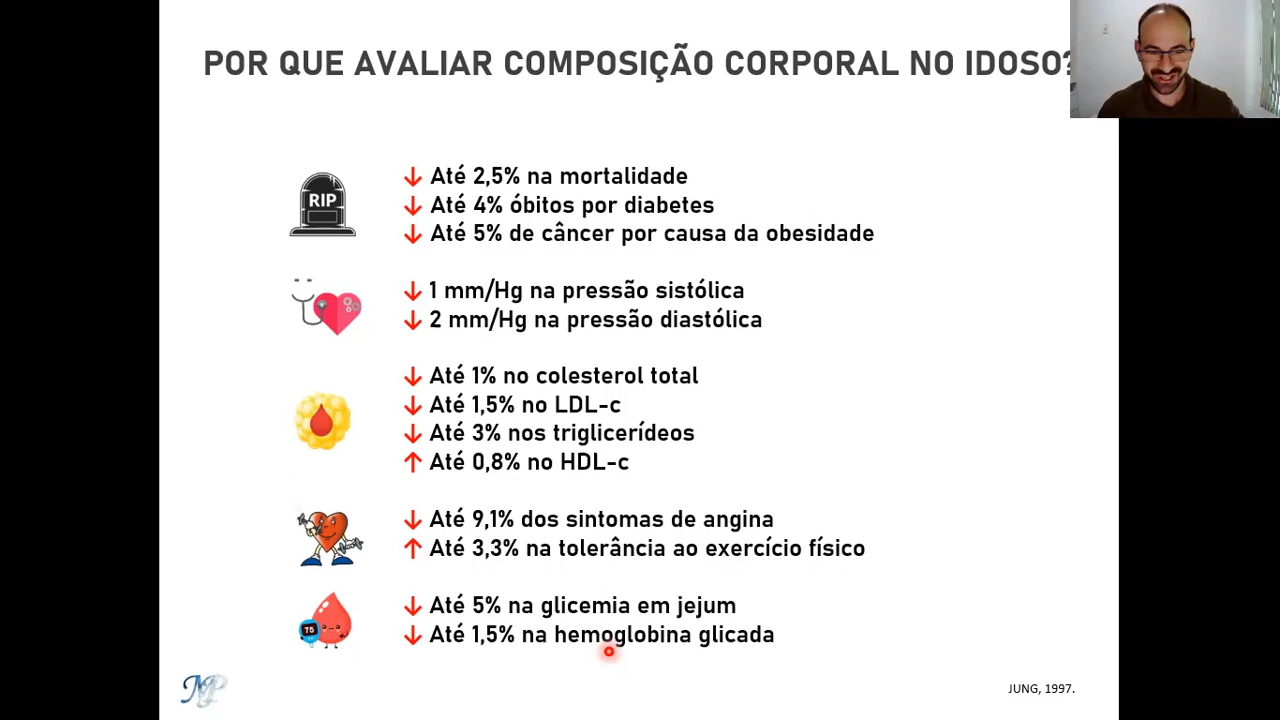 POR QUE AVALIAR COMPOSIÇÃO CORPORAL NO IDOSO?
RIP
↓ Até 2,5% na mortalidade
↓ Até 4% óbitos por diabetes
↓ Até 5% de câncer por causa da obesidade
↓ 1 mm/Hg na pressão sistólica
↓ 2 mm/Hg na pressão diastólica
↓ Até 1% no colesterol total
↓ Até 1,5% no LDL-c
↓ Até 3% nos triglicerídeos
↑ Até 0,8% no HDL-c
↓ Até 9,1% dos sintomas de angina
↑ Até 3,3% na tolerância ao exercício físico
↓ Até 5% na glicemia em jejum
75
↓ Até 1,5% na hemoglobina glicada
MP
JUNG, 1997.